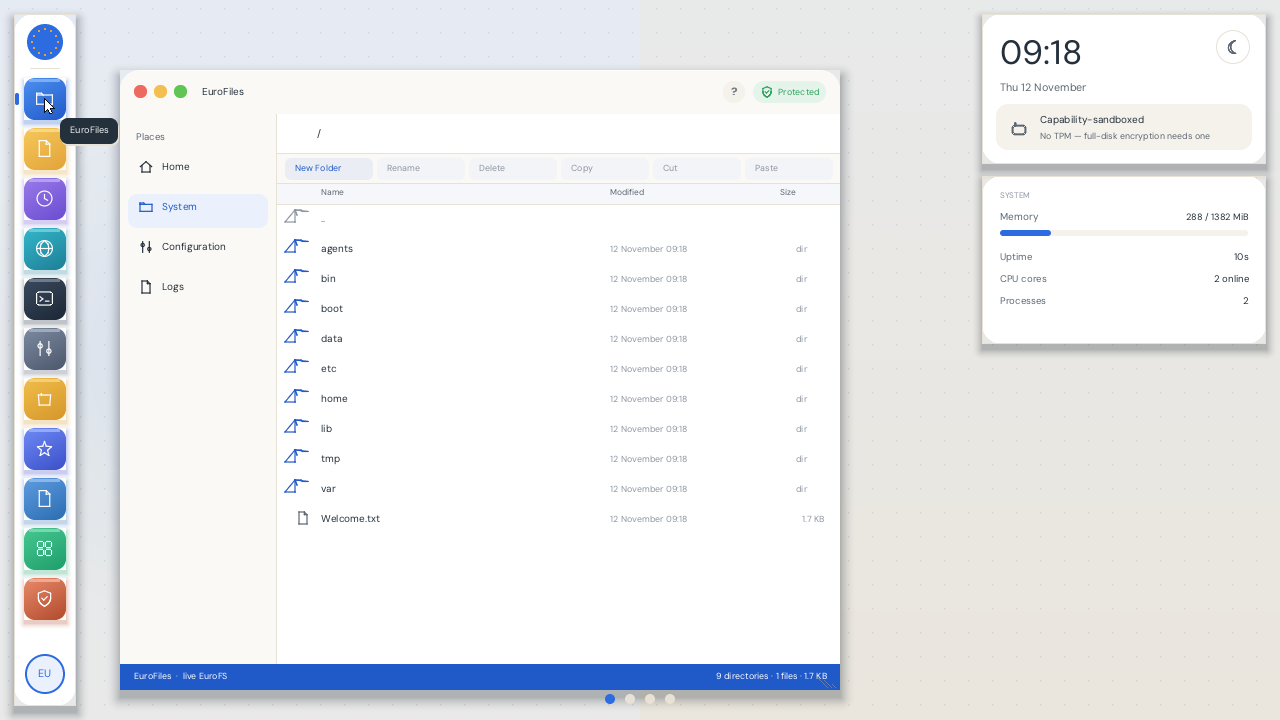 EuroFiles
EU
EuroFiles
?
Protected
Places
Home
System
Configuration
Logs
/
New Folder
Rename
Delete
Copy
Cut
Paste
Name
Modified
Size
..
agents
12 November 09:18
dir
bin
12 November 09:18
dir
boot
12 November 09:18
dir
data
12 November 09:18
dir
etc
12 November 09:18
dir
home
12 November 09:18
dir
lib
12 November 09:18
dir
tmp
12 November 09:18
dir
var
12 November 09:18
dir
Welcome.txt
12 November 09:18
1.7 KB
EuroFiles · live EuroFS
9 directories · 1 files · 1.7 KB
09:18
Thu 12 November
Capability-sandboxed
No TPM — full-disk encryption needs one
SYSTEM
Memory
288 / 1382 MiB
Uptime
10s
CPU cores
2 online
Processes
2